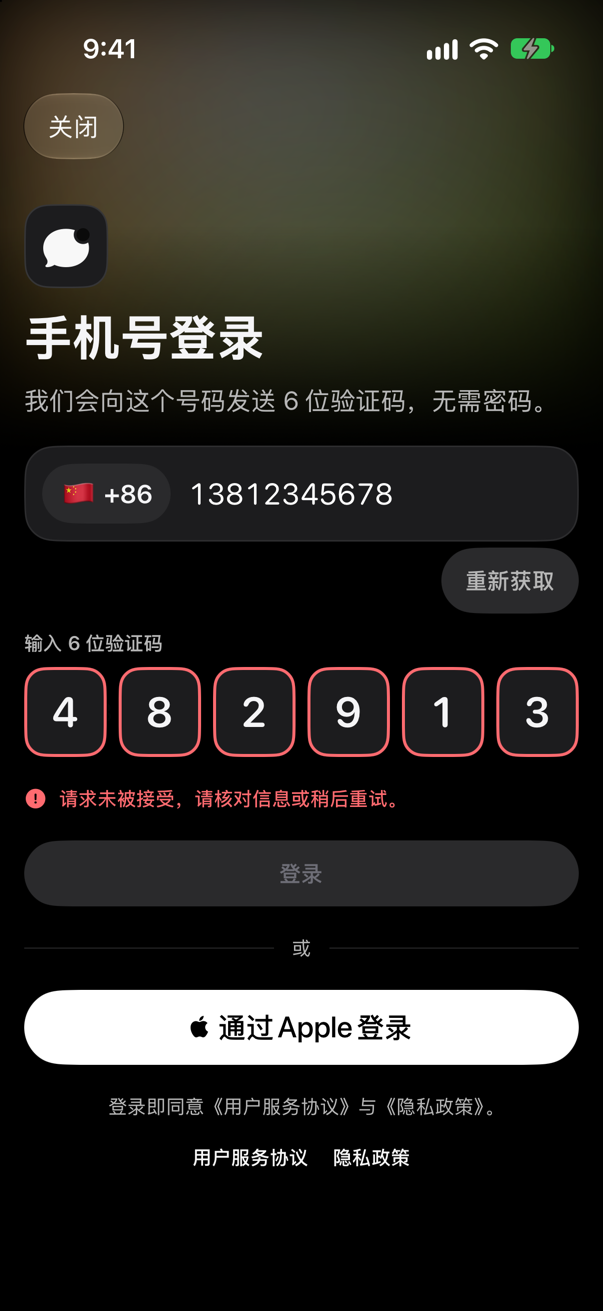 9:41
关闭
手机号登录
我们会向这个号码发送 6 位验证码，无需密码。
+86 13812345678
重新获取
输入 6 位验证码
4 8 2 9 1 3
请求未被接受，请核对信息或稍后重试。
登录
或
通过 Apple 登录
登录即同意《用户服务协议》与《隐私政策》。
用户服务协议 隐私政策